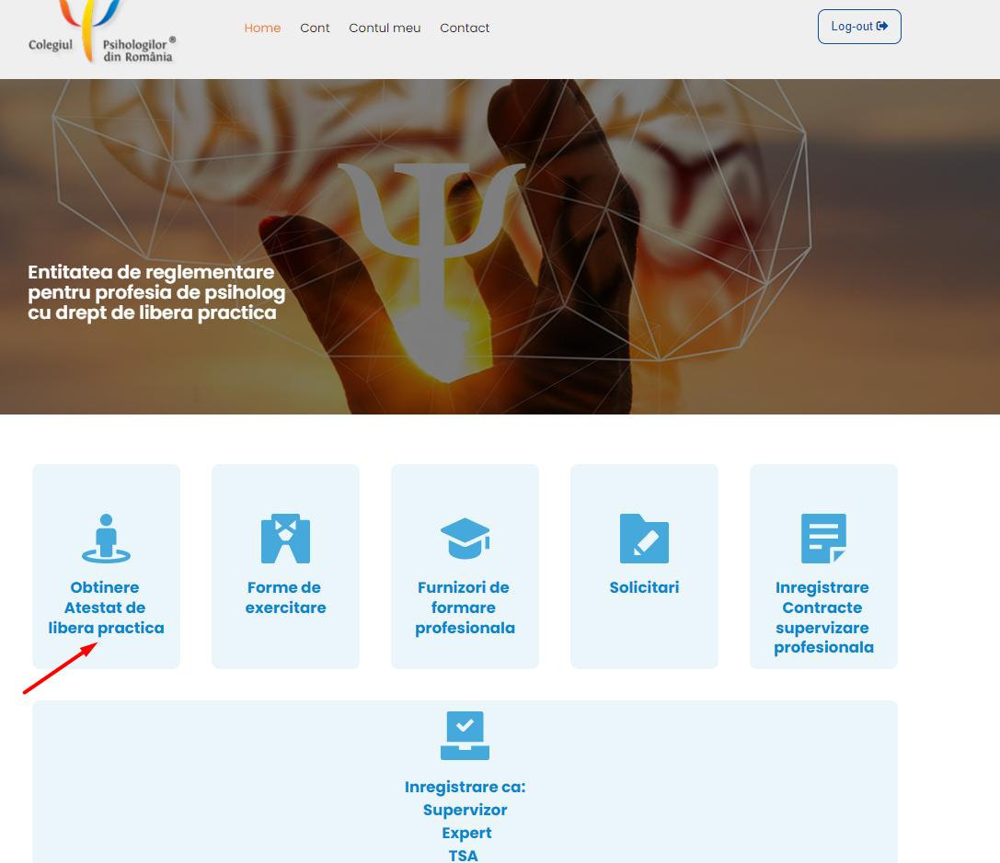 Colegiul Psihologilor®
din România
Home Cont Contul meu Contact
Log-out
Entitatea de reglementare
pentru profesia de psiholog
cu drept de libera practica
Obtinere
Atestat de
libera practica
Forme de
exercitare
Furnizori de
formare
profesionala
Solicitari
Inregistrare
Contracte
supervizare
profesionala
Inregistrare ca:
Supervizor
Expert
TSA